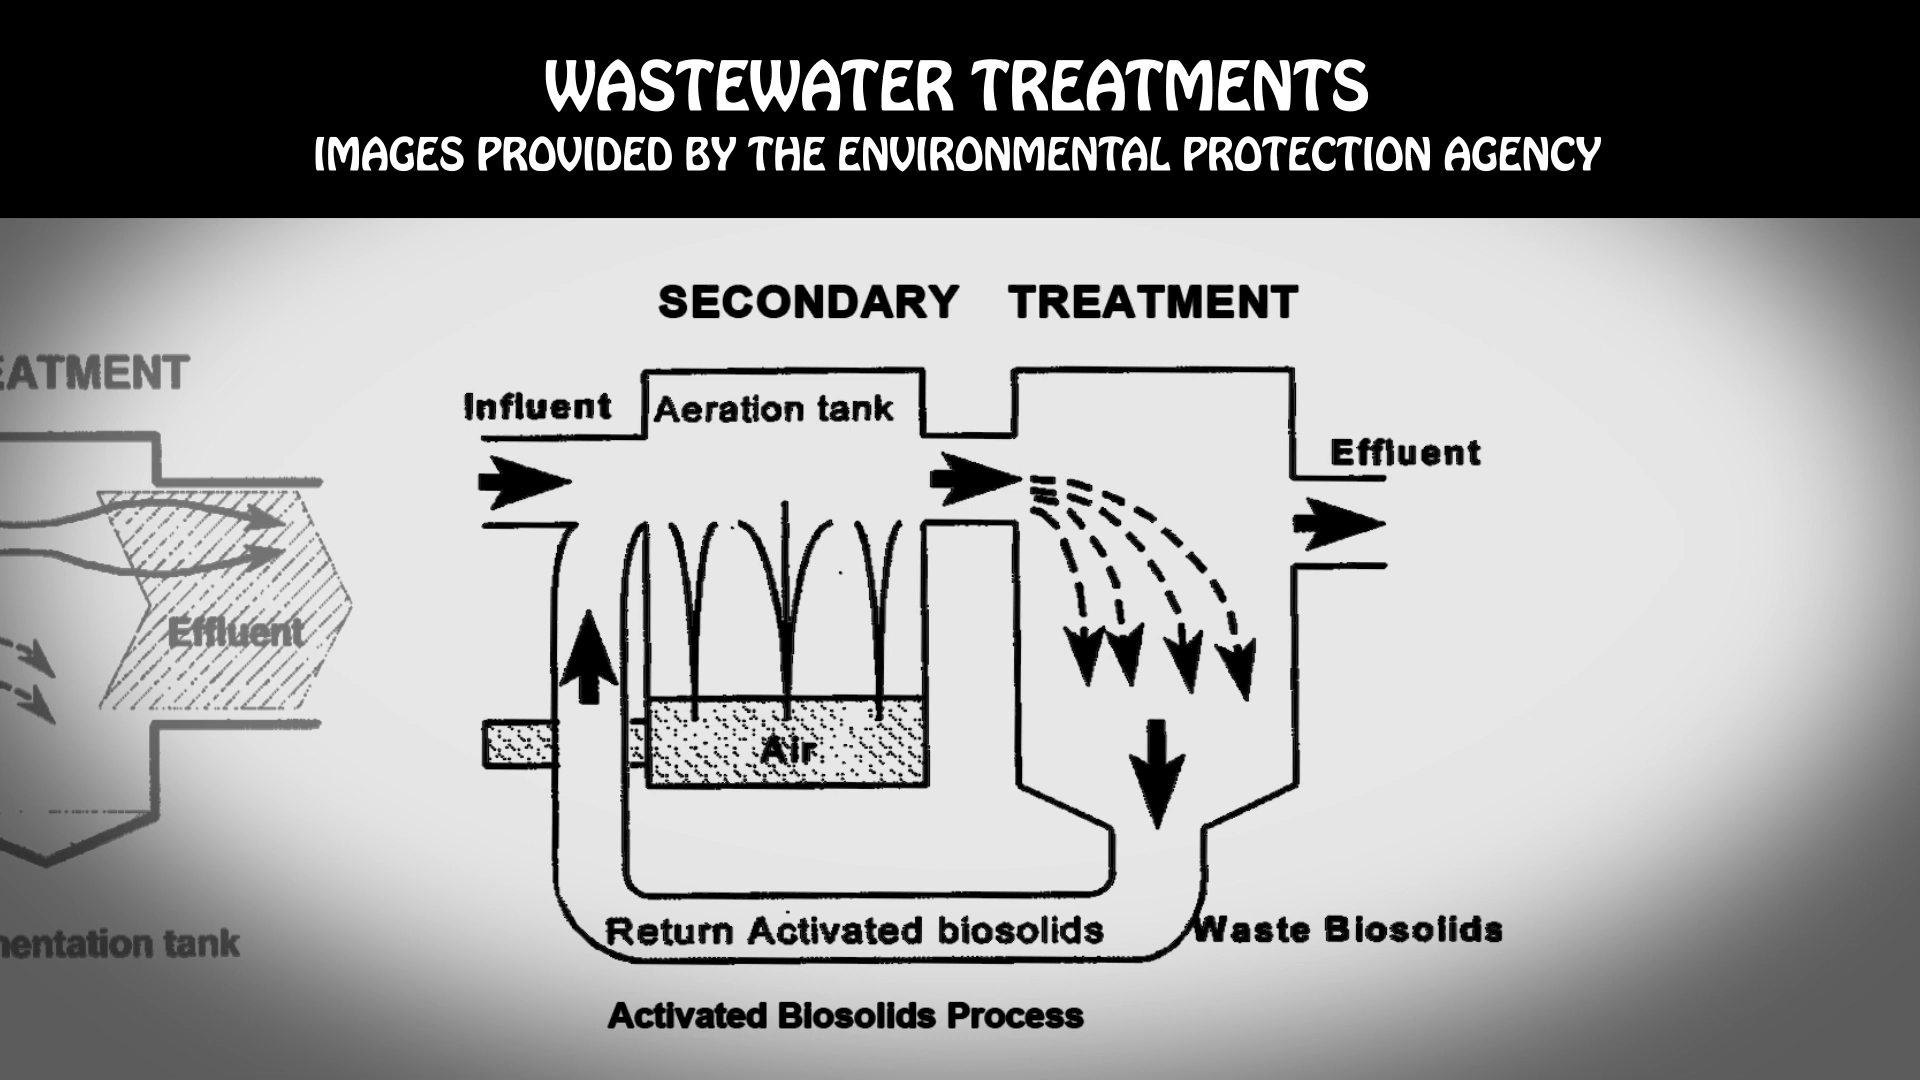 WASTEWATER TREATMENTS
IMAGES PROVIDED BY THE ENVIRONMENTAL PROTECTION AGENCY
SECONDARY TREATMENT
EATMENT
Influent
Aeration tank
Effluent
Effluent
Air
Return Activated biosolids
Waste Biosolids
mentation tank
Activated Biosolids Process